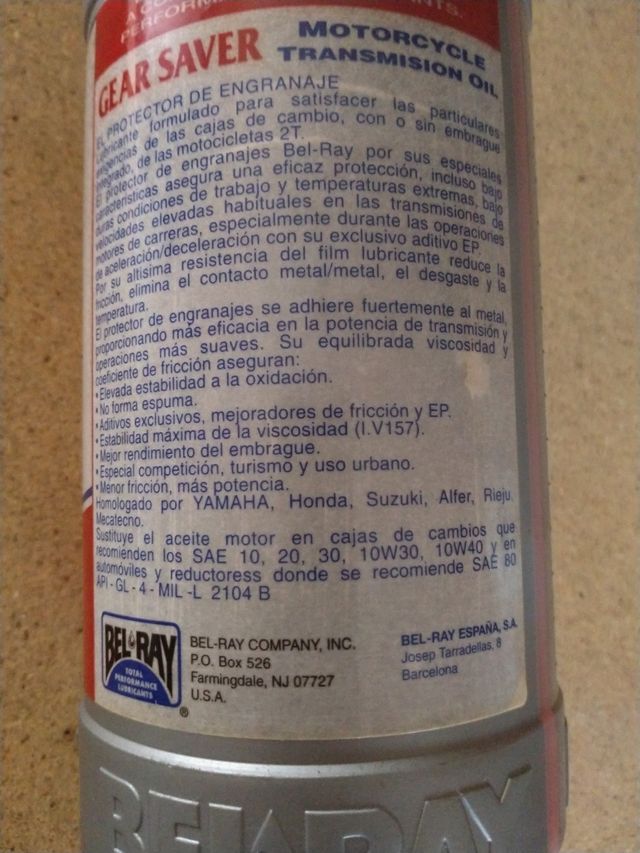 A CO
PERFORM ANTS.
GEAR SAVER
MOTORCYCLE
TRANSMISION OIL
EL PROTECTOR DE ENGRANAJE
Lubricante formulado para satisfacer las particulares
exigencias de las cajas de cambio, con o sin embrague
integrado, de las motocicletas 2T.
El protector de engranajes Bel-Ray por sus especiales
características asegura una eficaz protección, incluso bajo
duras condiciones de trabajo y temperaturas extremas, bajo
velocidades elevadas habituales en las transmisiones de
motores de carreras, especialmente durante las operaciones
de aceleración/deceleración con su exclusivo aditivo EP
Por su altisima resistencia del film lubricante reduce la
fricción, elimina el contacto metal/metal, el desgaste y la
temperatura.
El protector de engranajes se adhiere fuertemente al metal,
proporcionando más eficacia en la potencia de transmisión y
operaciones más suaves. Su equilibrada viscosidad y
coeficiente de fricción aseguran:
• Elevada estabilidad a la oxidación.
• No forma espuma.
• Aditivos exclusivos, mejoradores de fricción y EP.
• Estabilidad máxima de la viscosidad (I.V157).
• Mejor rendimiento del embrague.
• Especial competición, turismo y uso urbano.
• Menor fricción, más potencia.
Homologado por YAMAHA, Honda, Suzuki, Alfer, Rieju,
Mecatecno.
Sustituye el aceite motor en cajas de cambios que
recomienden los SAE 10, 20, 30, 10W30, 10W40 y en
automóviles y reductoress donde se recomiende SAE 80
API - GL - 4 - MIL -L 2104 B
BEL-RAY
TOTAL
PERFORMANCE
LUBRICANTS
®
BEL-RAY COMPANY, INC.
P.O. Box 526
Farmingdale, NJ 07727
U.S.A.
BEL-RAY ESPAÑA, S.A.
Josep Tarradellas, 8
Barcelona
BEL-RAY